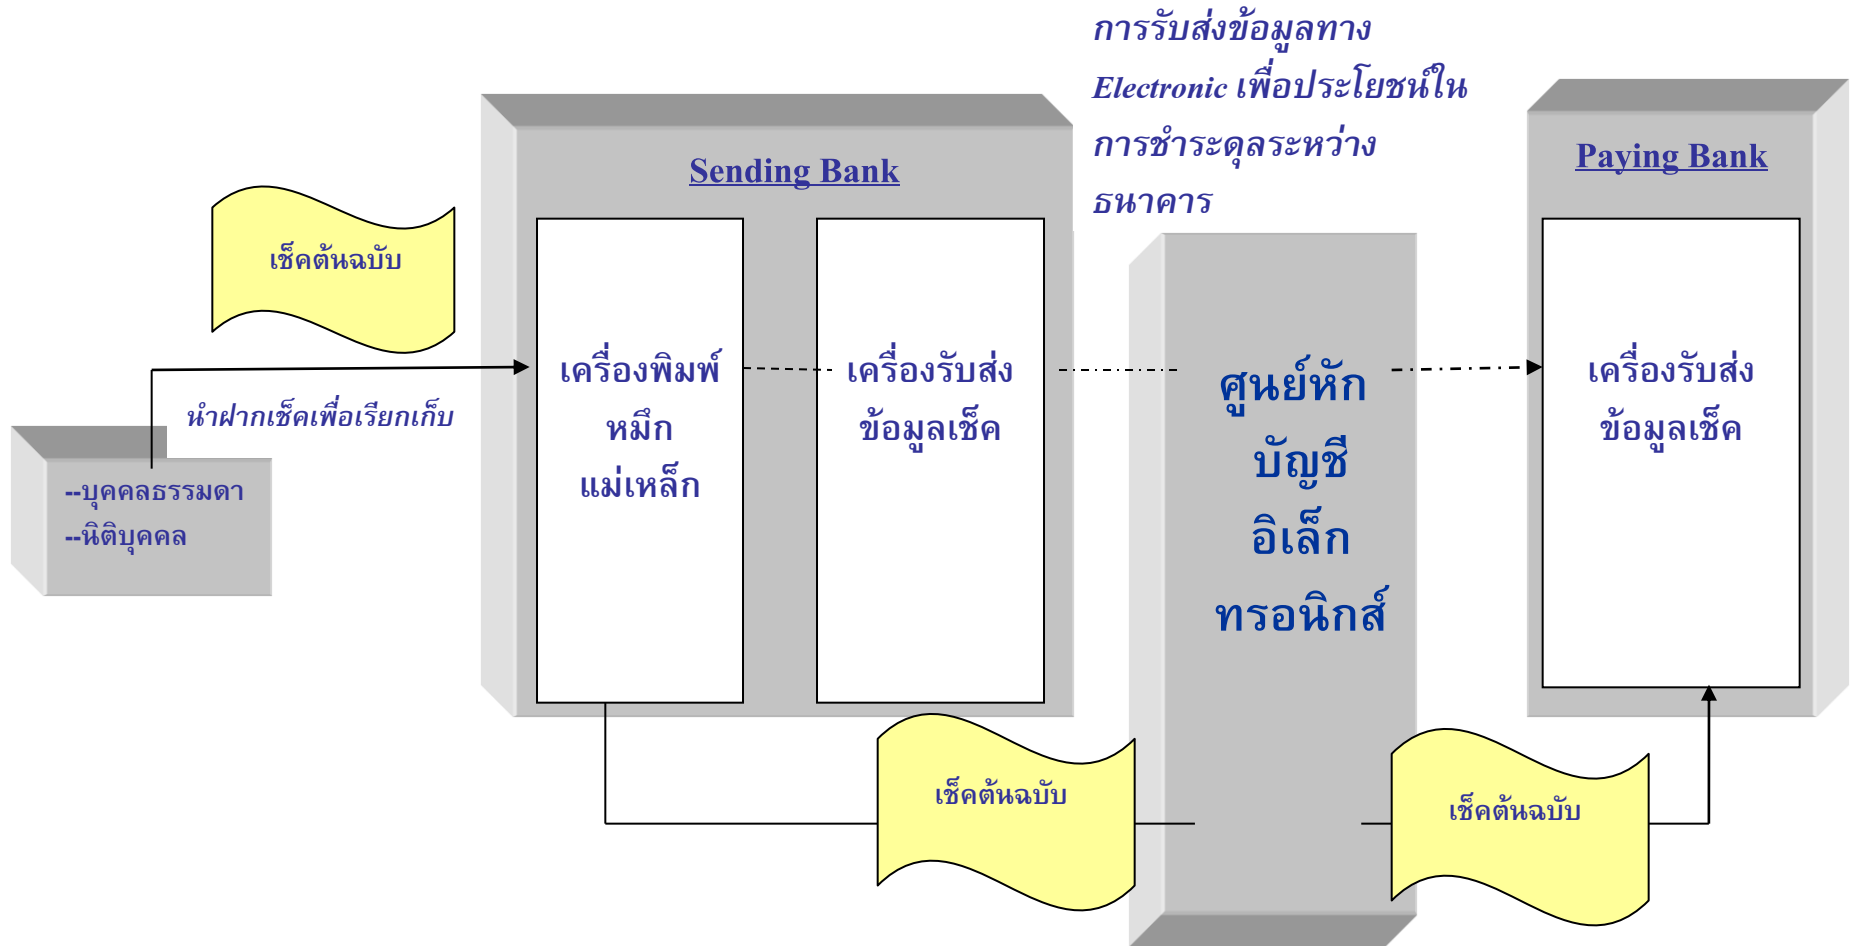 การรับส่งข้อมูลทาง
Electronic เพื่อประโยชน์ใน
การชำระดุลระหว่าง
ธนาคาร
Sending Bank
Paying Bank
เช็คต้นฉบับ
นำฝากเช็คเพื่อเรียกเก็บ
--บุคคลธรรมดา
--นิติบุคคล
เครื่องพิมพ์
หมึก
แม่เหล็ก
เครื่องรับส่ง
ข้อมูลเช็ค
ศูนย์หัก
บัญชี
อิเล็ก
ทรอนิกส์
เครื่องรับส่ง
ข้อมูลเช็ค
เช็คต้นฉบับ
เช็คต้นฉบับ